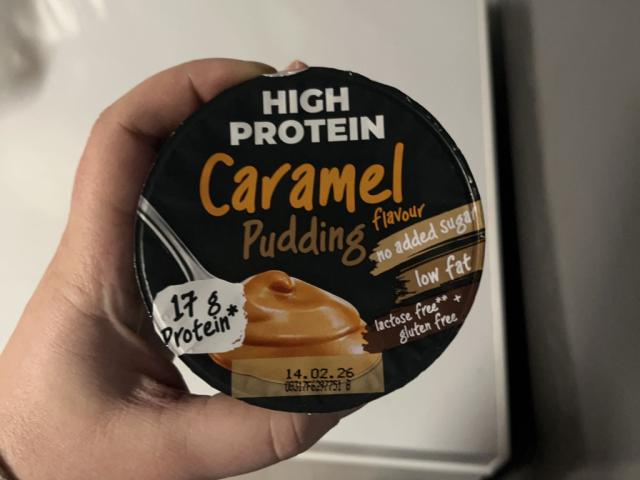 HIGH
PROTEIN
Caramel
flavour
Pudding
no added sugar
low fat
lactose free** +
gluten free
17 g
Protein*
14.02.26